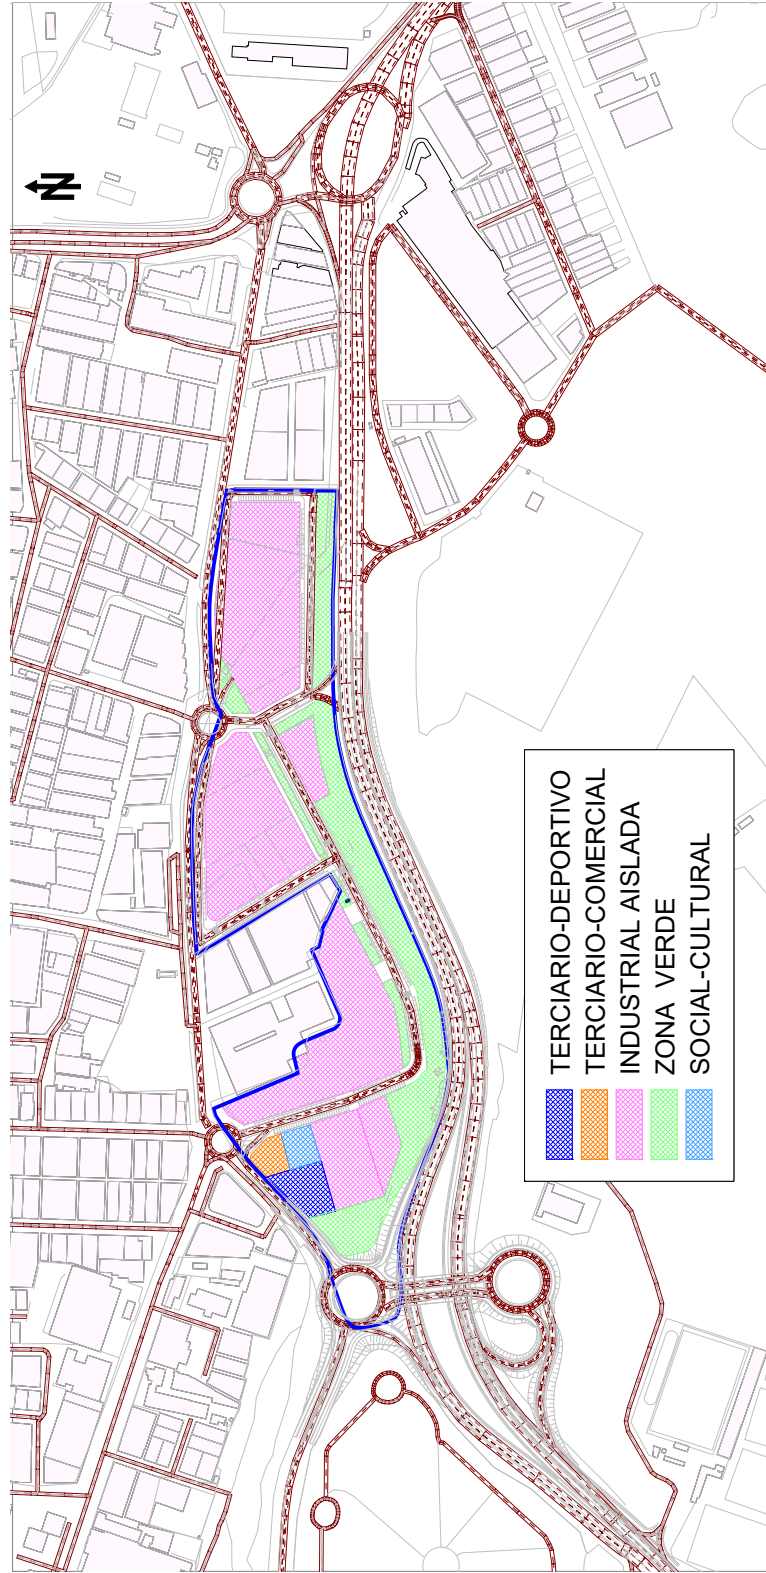 N
TERCIARIO-DEPORTIVO
TERCIARIO-COMERCIAL
INDUSTRIAL AISLADA
ZONA VERDE
SOCIAL-CULTURAL